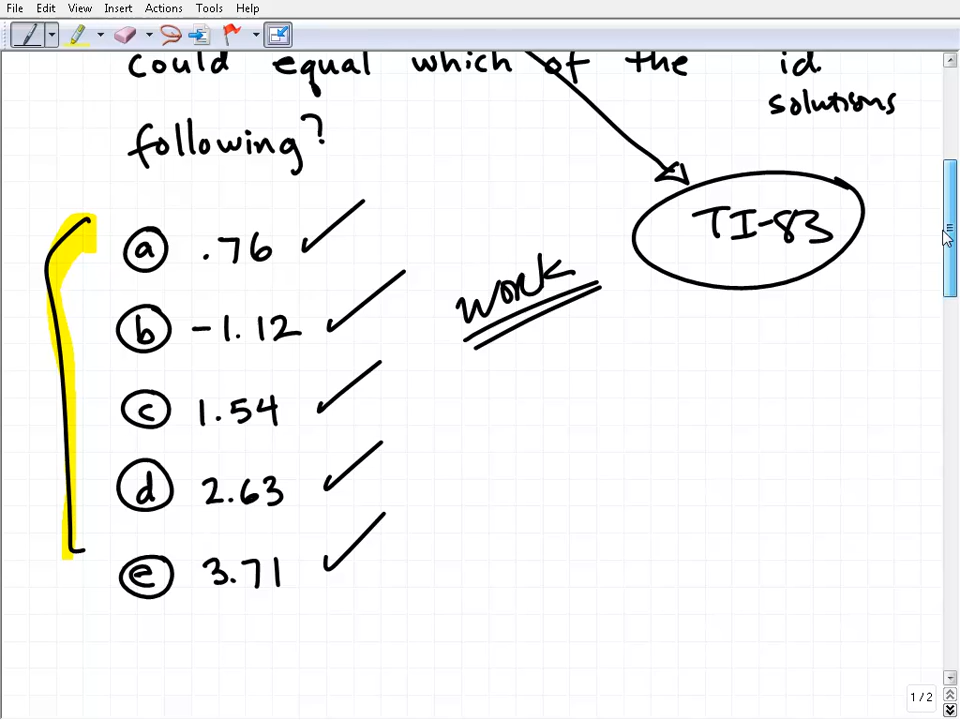 File Edit View Insert Actions Tools Help
could equal which of the id.
solutions
following?
TI-83
a .76
work
b -1.12
c 1.54
d 2.63
e 3.71
1 / 2